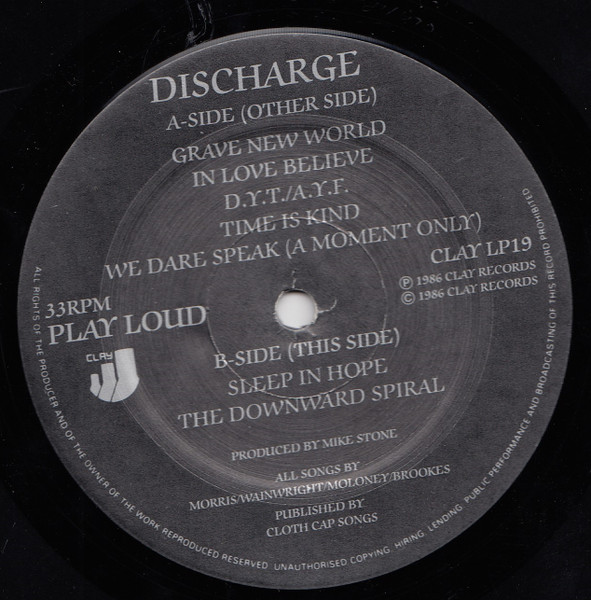 DISCHARGE
A-SIDE (OTHER SIDE)
GRAVE NEW WORLD
IN LOVE BELIEVE
D.Y.T./A.Y.F.
TIME IS KIND
WE DARE SPEAK (A MOMENT ONLY)
CLAY LP19
Ⓟ 1986 CLAY RECORDS
© 1986 CLAY RECORDS
33RPM
PLAY LOUD
CLAY
B-SIDE (THIS SIDE)
SLEEP IN HOPE
THE DOWNWARD SPIRAL
PRODUCED BY MIKE STONE
ALL SONGS BY
MORRIS/WAINWRIGHT/MOLONEY/BROOKES
PUBLISHED BY
CLOTH CAP SONGS
ALL RIGHTS OF THE PRODUCER AND OF THE OWNER OF THE WORK REPRODUCED RESERVED. UNAUTHORISED COPYING, HIRING, LENDING, PUBLIC PERFORMANCE AND BROADCASTING OF THIS RECORD PROHIBITED